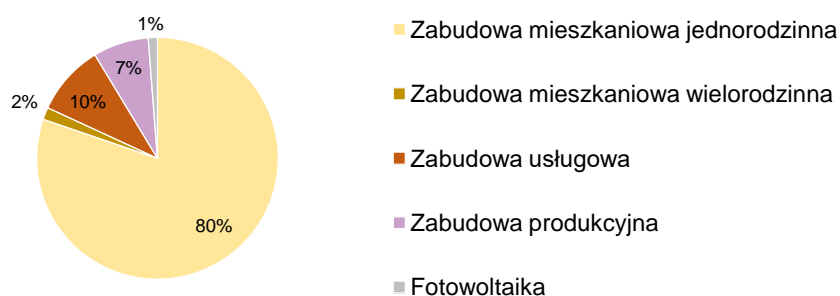 1%
7%
10%
2%
80%
Zabudowa mieszkaniowa jednorodzinna
Zabudowa mieszkaniowa wielorodzinna
Zabudowa usługowa
Zabudowa produkcyjna
Fotowoltaika